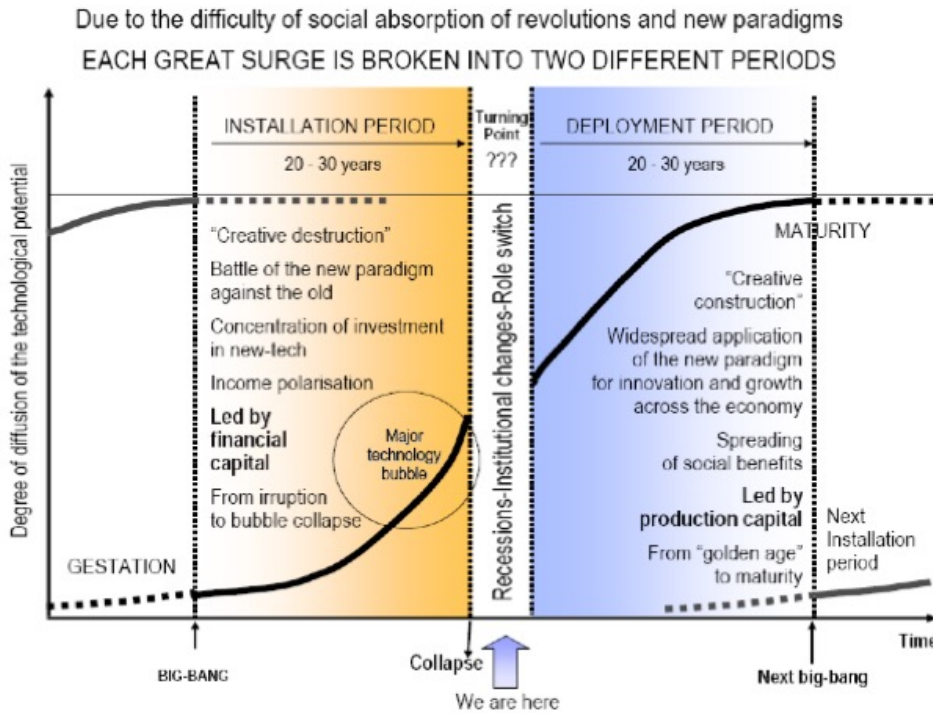 Due to the difficulty of social absorption of revolutions and new paradigms
EACH GREAT SURGE IS BROKEN INTO TWO DIFFERENT PERIODS
Degree of diffusion of the technological potential
INSTALLATION PERIOD
20 - 30 years
Turning
Point
???
DEPLOYMENT PERIOD
20 - 30 years
"Creative destruction"
Battle of the new paradigm
against the old
Concentration of investment
in new-tech
Income polarisation
Led by
financial
capital
From irruption
to bubble collapse
Major
technology
bubble
GESTATION
Recessions-Institutional changes-Role switch
MATURITY
"Creative
construction"
Widespread application
of the new paradigm
for innovation and growth
across the economy
Spreading
of social benefits
Led by
production capital
From "golden age"
to maturity
Next
Installation
period
Time
BIG-BANG
Collapse
We are here
Next big-bang